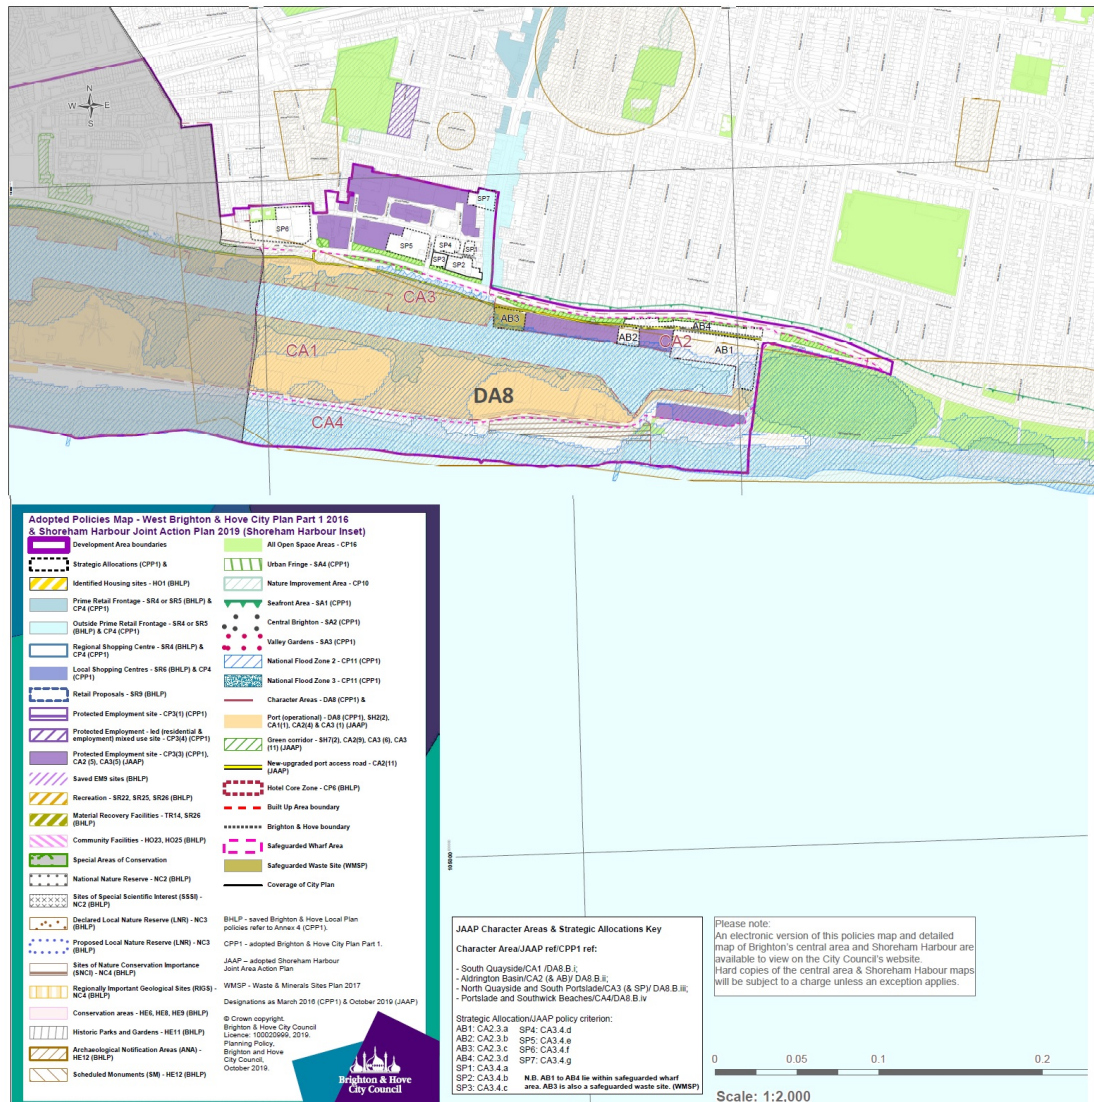 N
W
E
S
SP7
SP6
SP5
SP4
SP1
SP3
SP2
CA3
AB3
AB4
AB2
CA2
AB1
CA1
DA8
CA4
Adopted Policies Map - West Brighton & Hove City Plan Part 1 2016
& Shoreham Harbour Joint Action Plan 2019 (Shoreham Harbour Inset)
Development Area boundaries
Strategic Allocations (CPP1) &
Identified Housing sites - HO1 (BHLP)
Prime Retail Frontage - SR4 or SR5 (BHLP) &
CP4 (CPP1)
Outside Prime Retail Frontage - SR4 or SR5
(BHLP) & CP4 (CPP1)
Regional Shopping Centre - SR4 (BHLP) &
CP4 (CPP1)
Local Shopping Centres - SR6 (BHLP) & CP4
(CPP1)
Retail Proposals - SR9 (BHLP)
Protected Employment site - CP3(1) (CPP1)
Protected Employment - led (residential &
employment) mixed use site - CP3(4) (CPP1)
Protected Employment site - CP3(3) (CPP1),
CA2 (5), CA3(5) (JAAP)
Saved EM9 sites (BHLP)
Recreation - SR22, SR25, SR26 (BHLP)
Material Recovery Facilities - TR14, SR26
(BHLP)
Community Facilities - HO23, HO25 (BHLP)
Special Areas of Conservation
National Nature Reserve - NC2 (BHLP)
Sites of Special Scientific Interest (SSSI) -
NC2 (BHLP)
Declared Local Nature Reserve (LNR) - NC3
(BHLP)
Proposed Local Nature Reserve (LNR) - NC3
(BHLP)
Sites of Nature Conservation Importance
(SNCI) - NC4 (BHLP)
Regionally Important Geological Sites (RIGS) -
NC4 (BHLP)
Conservation areas - HE6, HE8, HE9 (BHLP)
Historic Parks and Gardens - HE11 (BHLP)
Archaeological Notification Areas (ANA) -
HE12 (BHLP)
Scheduled Monuments (SM) - HE12 (BHLP)
All Open Space Areas - CP16
Urban Fringe - SA4 (CPP1)
Nature Improvement Area - CP10
Seafront Area - SA1 (CPP1)
Central Brighton - SA2 (CPP1)
Valley Gardens - SA3 (CPP1)
National Flood Zone 2 - CP11 (CPP1)
National Flood Zone 3 - CP11 (CPP1)
Character Areas - DA8 (CPP1) &
Port (operational) - DA8 (CPP1), SH2(2),
CA1(1), CA2(4) & CA3 (1) (JAAP)
Green corridor - SH7(2), CA2(9), CA3 (6), CA3
(11) (JAAP)
New-upgraded port access road - CA2(11)
(JAAP)
Hotel Core Zone - CP6 (BHLP)
Built Up Area boundary
Brighton & Hove boundary
Safeguarded Wharf Area
Safeguarded Waste Site (WMSP)
Coverage of City Plan
BHLP - saved Brighton & Hove Local Plan
policies refer to Annex 4 (CPP1).
CPP1 - adopted Brighton & Hove City Plan Part 1.
JAAP – adopted Shoreham Harbour
Joint Area Action Plan
WMSP - Waste & Minerals Sites Plan 2017
Designations as March 2016 (CPP1) & October 2019 (JAAP)
© Crown copyright.
Brighton & Hove City Council
Licence: 100020999, 2019.
Planning Policy,
Brighton and Hove
City Council,
October 2019.
Brighton & Hove
City Council
JAAP Character Areas & Strategic Allocations Key
Character Area/JAAP ref/CPP1 ref:
- South Quayside/CA1 /DA8.B.i;
- Aldrington Basin/CA2 (& AB)/ DA8.B.ii;
- North Quayside and South Portslade/CA3 (& SP)/ DA8.B.iii;
- Portslade and Southwick Beaches/CA4/DA8.B.iv
Strategic Allocation/JAAP policy criterion:
AB1: CA2.3.a SP4: CA3.4.d
AB2: CA2.3.b SP5: CA3.4.e
AB3: CA2.3.c SP6: CA3.4.f
AB4: CA2.3.d SP7: CA3.4.g
SP1: CA3.4.a
SP2: CA3.4.b N.B. AB1 to AB4 lie within safeguarded wharf
SP3: CA3.4.c area. AB3 is also a safeguarded waste site. (WMSP)
Please note:
An electronic version of this policies map and detailed
map of Brighton's central area and Shoreham Harbour are
available to view on the City Council's website.
Hard copies of the central area & Shoreham Habour maps
will be subject to a charge unless an exception applies.
0 0.05 0.1 0.2
Scale: 1:2,000